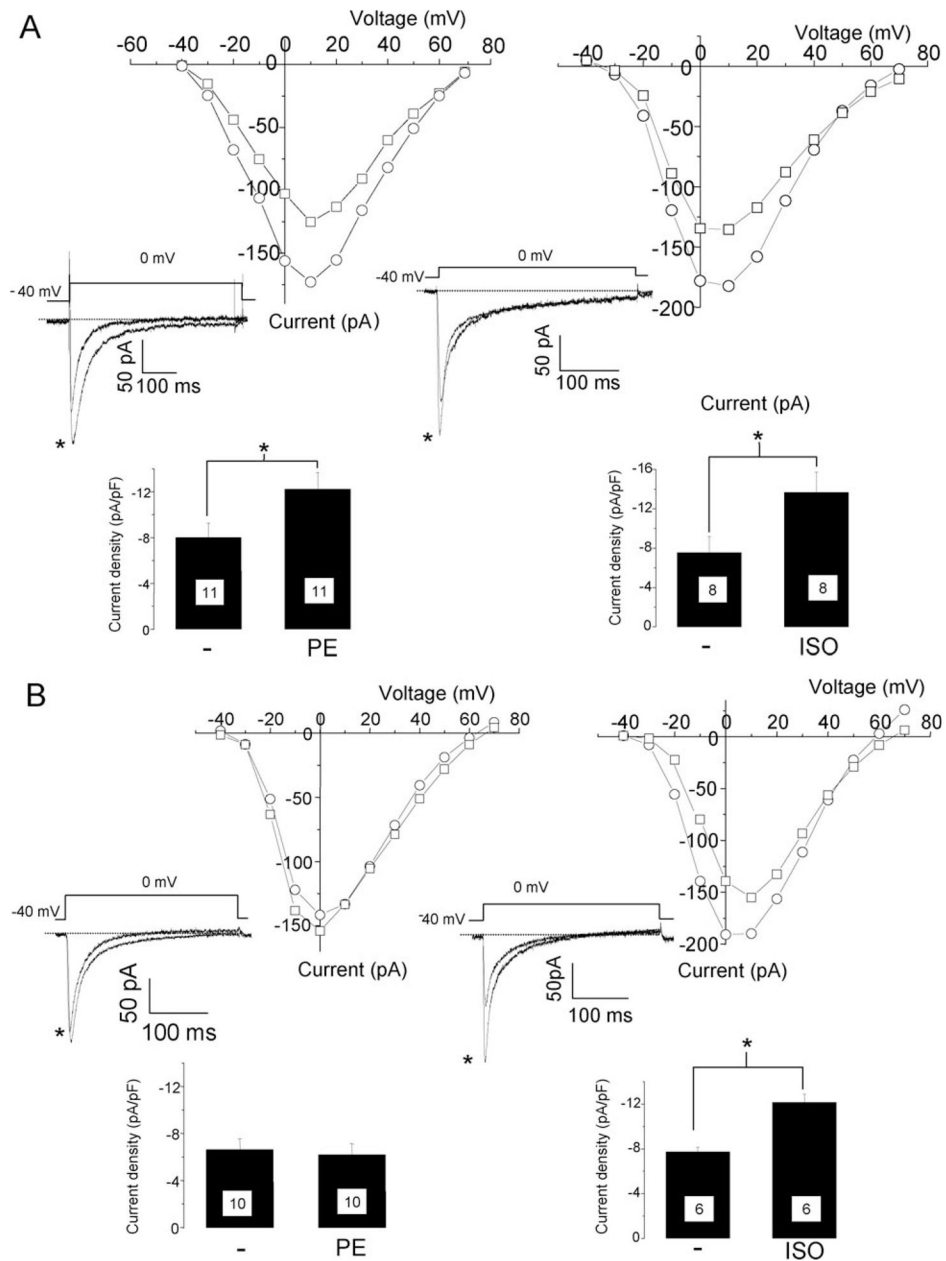 A
Voltage (mV)
-60 -40 -20 0 20 40 60 80
0
-50
-100
-150
Current (pA)
0 mV
-40 mV
50 pA
100 ms
*
Voltage (mV)
-40 -20 0 20 40 60 80
0
-50
-100
-150
-200
Current (pA)
0 mV
-40 mV
50 pA
100 ms
*
*
Current density (pA/pF)
-12
-8
-4
0
11 11
- PE
*
Current density (pA/pF)
-16
-12
-8
-4
0
8 8
- ISO
B
Voltage (mV)
-40 -20 0 20 40 60 80
0
-50
-100
-150
Current (pA)
0 mV
-40 mV
50 pA
100 ms
*
Voltage (mV)
-40 -20 0 20 40 60 80
0
-50
-100
-150
-200
Current (pA)
0 mV
-40 mV
50pA
100 ms
*
Current density (pA/pF)
-12
-8
-4
0
10 10
- PE
*
Current density (pA/pF)
-12
-8
-4
0
6 6
- ISO